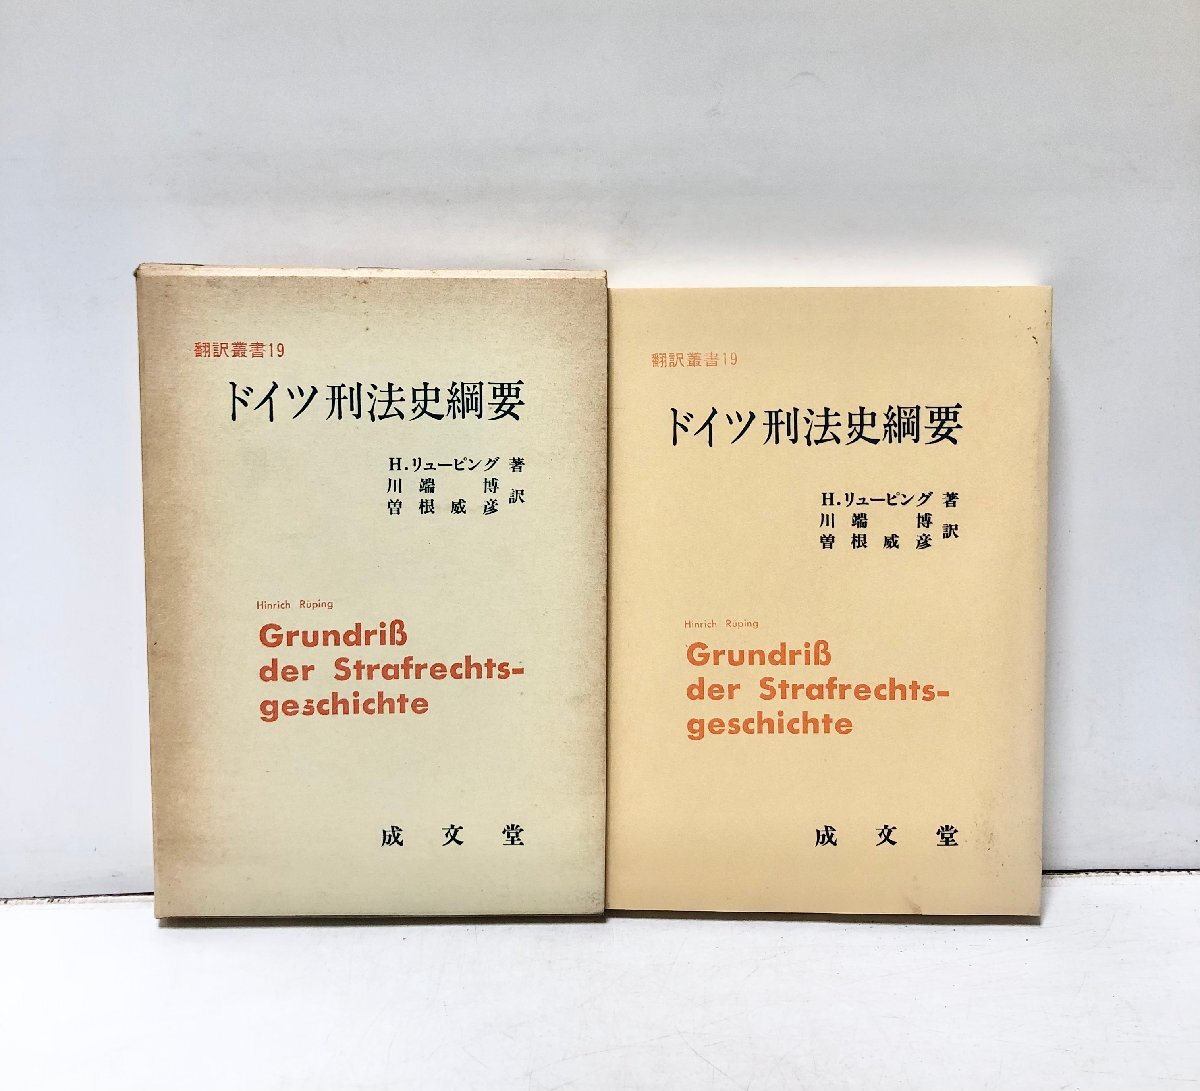 翻訳叢書19
ドイツ刑法史綱要
H.リューピング 著
川端 博
曽根威彦 訳
Hinrich Rüping
Grundriß
der Strafrechts-
geschichte
成文堂
翻訳叢書19
ドイツ刑法史綱要
H.リューピング 著
川端 博
曽根威彦 訳
Hinrich Rüping
Grundriß
der Strafrechts-
geschichte
成文堂